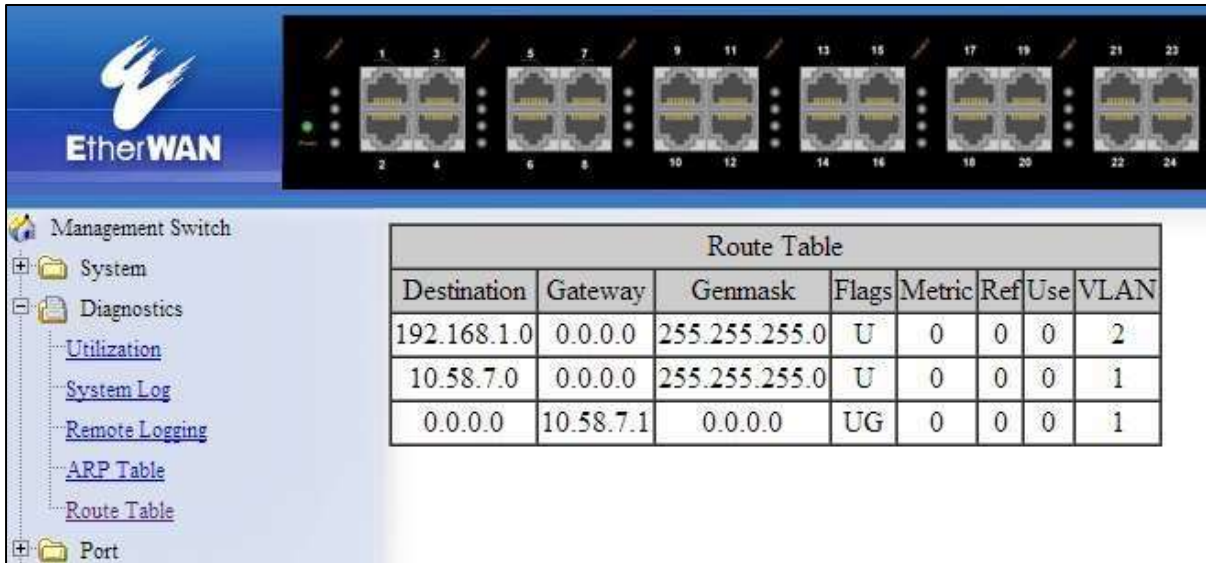 1 3 5 7 9 11 13 15 17 19 21 23
EtherWAN
2 4 6 8 10 12 14 16 18 20 22 24
Management Switch
System
Diagnostics
Utilization
System Log
Remote Logging
ARP Table
Route Table
Port
Route Table
Destination Gateway Genmask Flags Metric Ref Use VLAN
192.168.1.0 0.0.0.0 255.255.255.0 U 0 0 0 2
10.58.7.0 0.0.0.0 255.255.255.0 U 0 0 0 1
0.0.0.0 10.58.7.1 0.0.0.0 UG 0 0 0 1